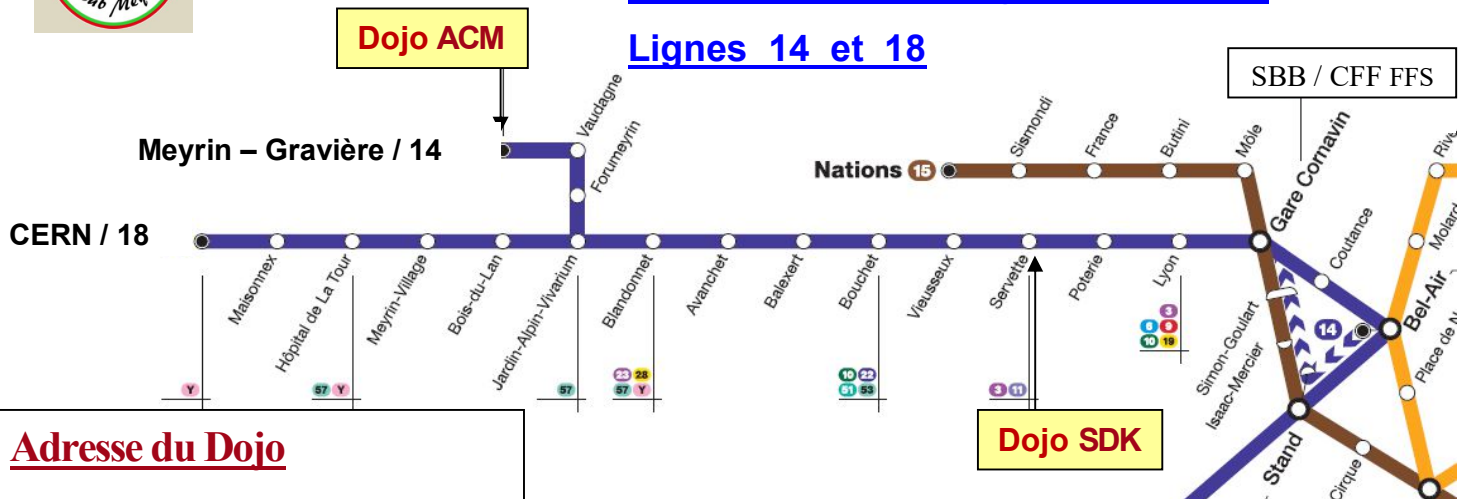 Dojo ACM
Lignes 14 et 18
SBB / CFF FFS
Meyrin – Gravière / 14
Vaudagne
Forumeyrin
Nations 15
Sismondi
France
Butini
Môle
Gare Cornavin
CERN / 18
Maisonnex
Hôpital de La Tour
Meyrin-Village
Bois-du-Lan
Jardin-Alpin-Vivarium
Blandonnet
Avanchet
Balexert
Bouchet
Vieusseux
Servette
Poterie
Lyon
Coutance
Molard
Bel-Air
14
Simon-Goulart
Isaac-Mercier
Y
57 Y
57
23 28
57 Y
10 22
51 53
3 11
3
6 9
10 19
Stand
Cirque
Place de
Dojo SDK
Adresse du Dojo